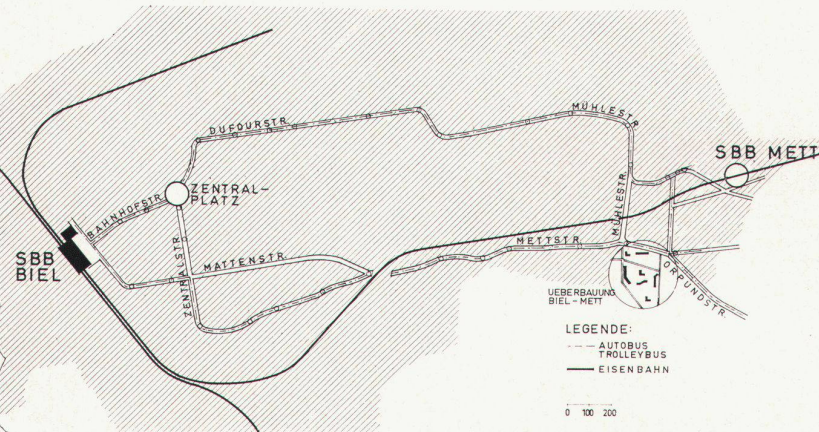 DUFOURSTR.
MÜHLESTR.
SBB METT
ZENTRAL-
PLATZ
BAHNHOFSTR.
MÜHLESTR.
SBB
BIEL
ZENTRALSTR.
MATTENSTR.
METTSTR.
ORPUNDSTR.
UEBERBAUUNG
BIEL-METT
LEGENDE:
AUTOBUS
TROLLEYBUS
EISENBAHN
0 100 200